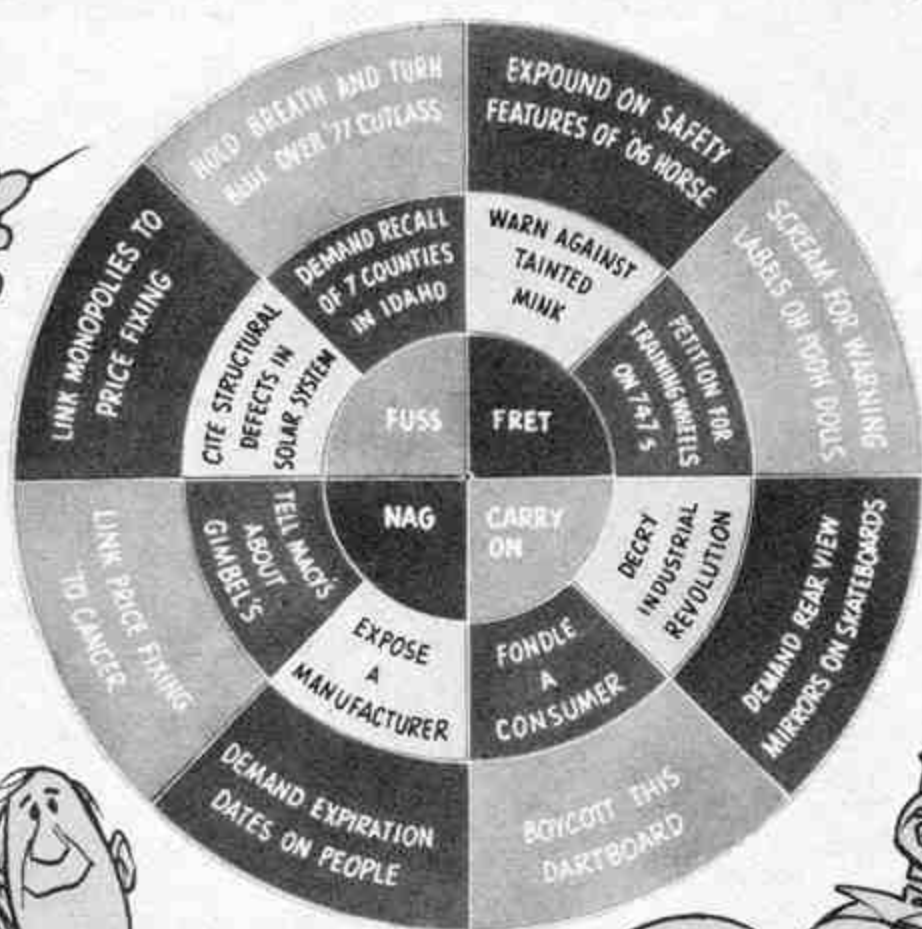 HOLD BREATH AND TURN
BLUE OVER '77 CUTLASS
EXPOUND ON SAFETY
FEATURES OF '06 HORSE
SCREAM FOR WARNING
LABELS ON POOH DOLLS
DEMAND REAR VIEW
MIRRORS ON SKATEBOARDS
BOYCOTT THIS
DARTBOARD
DEMAND EXPIRATION
DATES ON PEOPLE
LINK PRICE FIXING
TO CANCER
LINK MONOPOLIES TO
PRICE FIXING
DEMAND RECALL
OF 7 COUNTIES
IN IDAHO
WARN AGAINST
TAINTED
MINK
PETITION FOR
TRAINING WHEELS
ON 747's
DECRY
INDUSTRIAL
REVOLUTION
FONDLE
A
CONSUMER
EXPOSE
A
MANUFACTURER
TELL MACY'S
ABOUT
GIMBEL'S
CITE STRUCTURAL
DEFECTS IN
SOLAR SYSTEM
FUSS
FRET
NAG
CARRY
ON